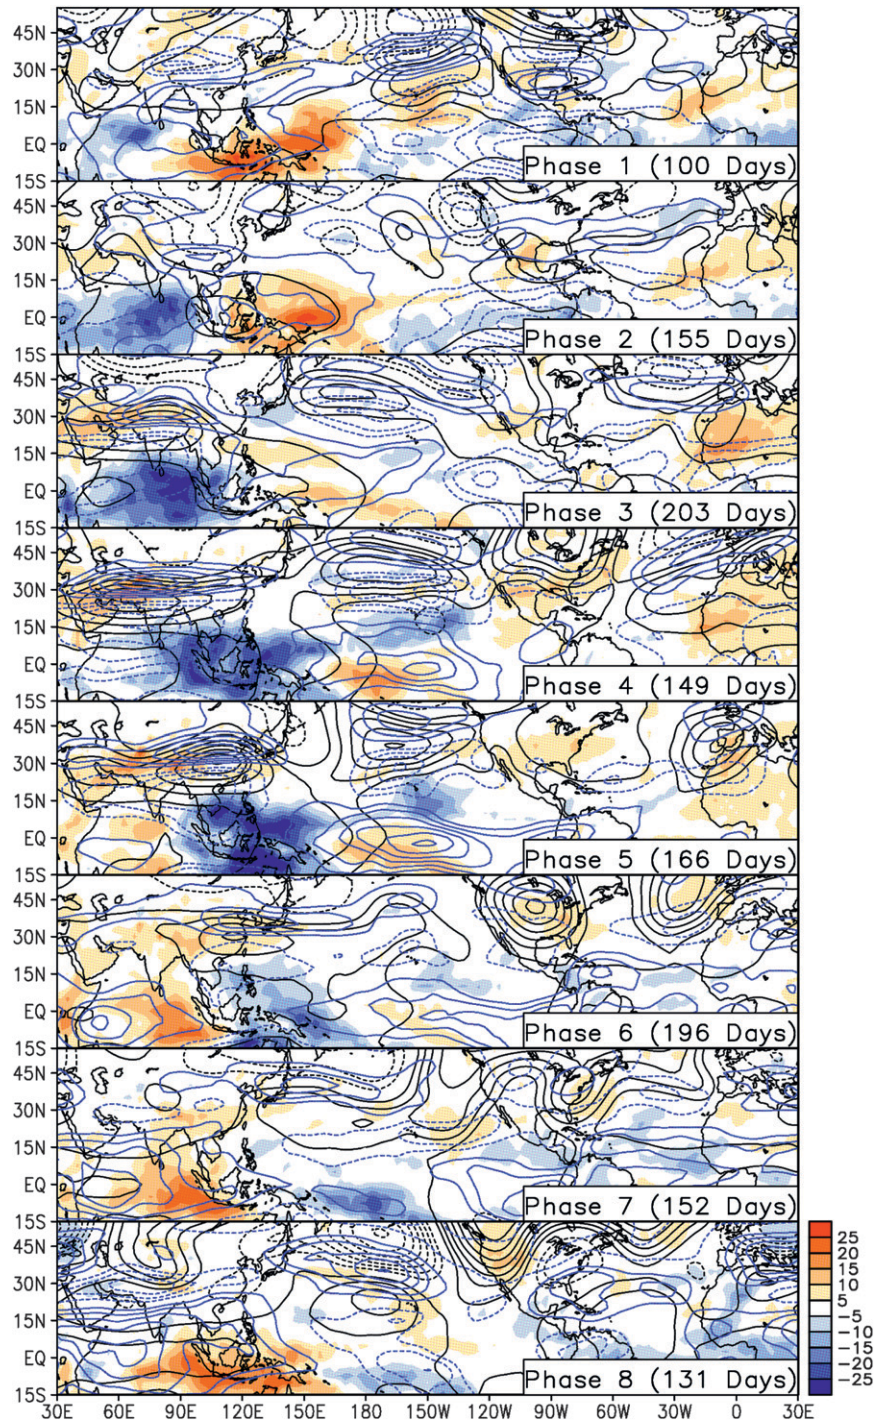 45N
30N
15N
EQ
15S
Phase 1 (100 Days)
45N
30N
15N
EQ
15S
Phase 2 (155 Days)
45N
30N
15N
EQ
15S
Phase 3 (203 Days)
45N
30N
15N
EQ
15S
Phase 4 (149 Days)
45N
30N
15N
EQ
15S
Phase 5 (166 Days)
45N
30N
15N
EQ
15S
Phase 6 (196 Days)
45N
30N
15N
EQ
15S
Phase 7 (152 Days)
45N
30N
15N
EQ
15S
Phase 8 (131 Days)
30E 60E 90E 120E 150E 180 150W 120W 90W 60W 30W 0 30E
25
20
15
10
5
-5
-10
-15
-20
-25